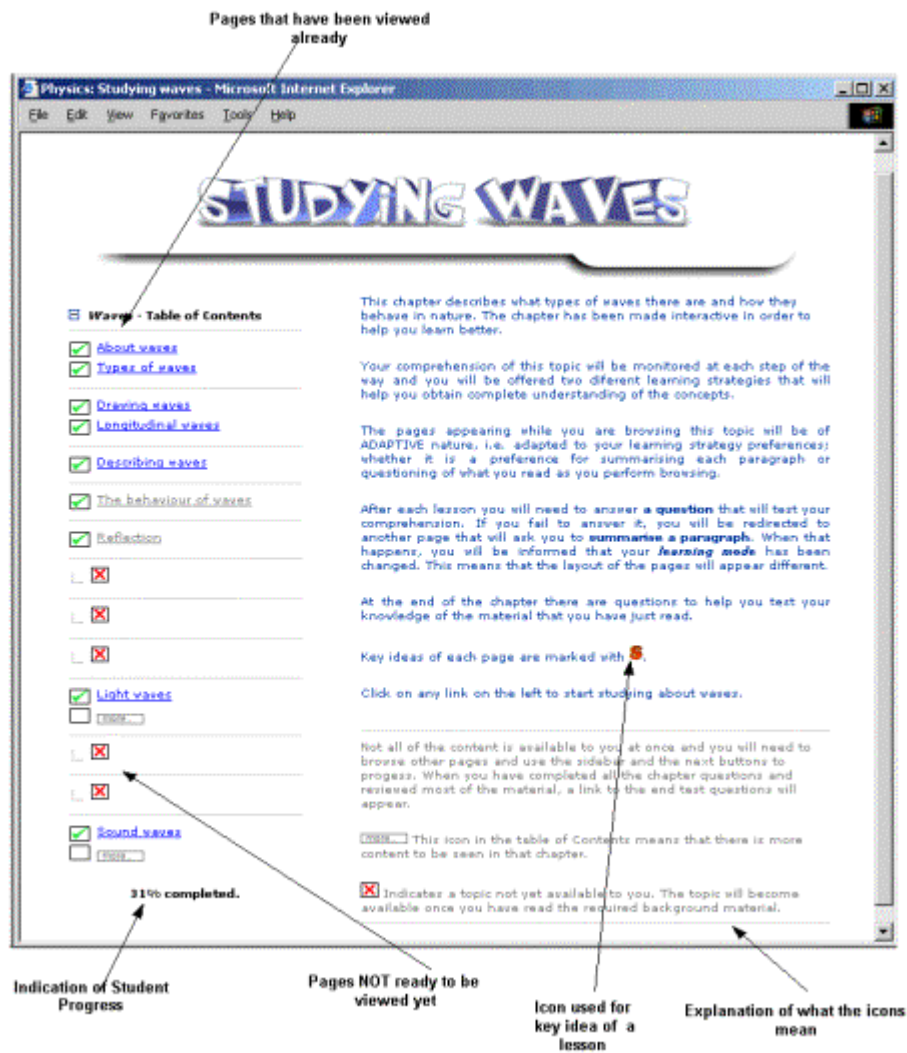 Pages that have been viewed
already
Physics: Studying waves - Microsoft Internet Explorer
File Edit View Favorites Tools Help
STUDYiNG WAVES
Waves - Table of Contents
About waves
Types of waves
Drawing waves
Longitudinal waves
Describing waves
The behaviour of waves
Reflection
Light waves
more..
Sound waves
more..
31% completed.
This chapter describes what types of waves there are and how they
behave in nature. The chapter has been made interactive in order to
help you learn better.
Your comprehension of this topic will be monitored at each step of the
way and you will be offered two diferent learning strategies that will
help you obtain complete understanding of the concepts.
The pages appearing while you are browsing this topic will be of
ADAPTIVE nature, i.e. adapted to your learning strategy preferences;
whether it is a preference for summarising each paragraph or
questioning of what you read as you perform browsing.
After each lesson you will need to answer a question that will test your
comprehension. If you fail to answer it, you will be redirected to
another page that will ask you to summarise a paragraph. When that
happens, you will be informed that your learning mode has been
changed. This means that the layout of the pages will appear different.
At the end of the chapter there are questions to help you test your
knowledge of the material that you have just read.
Key ideas of each page are marked with S.
Click on any link on the left to start studying about waves.
Not all of the content is available to you at once and you will need to
browse other pages and use the sidebar and the next buttons to
progess. When you have completed all the chapter questions and
reviewed most of the material, a link to the end test questions will
appear.
more.. This icon in the table of Contents means that there is more
content to be seen in that chapter.
Indicates a topic not yet available to you. The topic will become
available once you have read the required background material.
Indication of Student
Progress
Pages NOT ready to be
viewed yet
Icon used for
key idea of a
lesson
Explanation of what the icons
mean